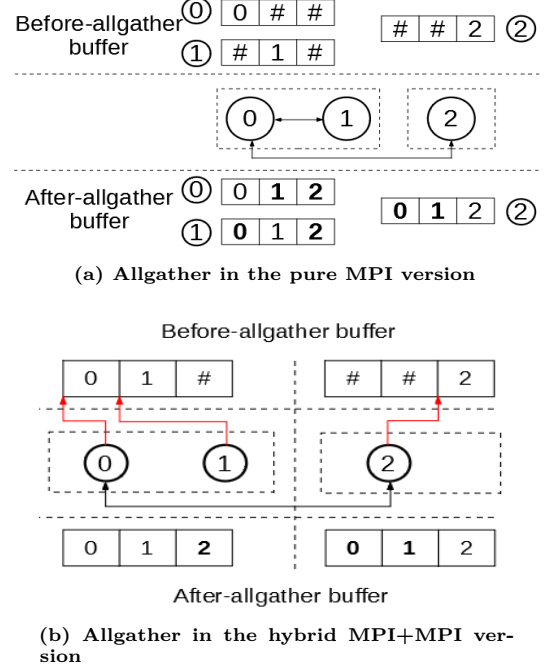 Before-allgather buffer
0 0 # #
1 # 1 #
# # 2 2
0 1 2
After-allgather buffer
0 0 1 2
1 0 1 2
0 1 2 2
(a) Allgather in the pure MPI version
Before-allgather buffer
0 1 # # # 2
0 1 2
0 1 2 0 1 2
After-allgather buffer
(b) Allgather in the hybrid MPI+MPI ver-
sion